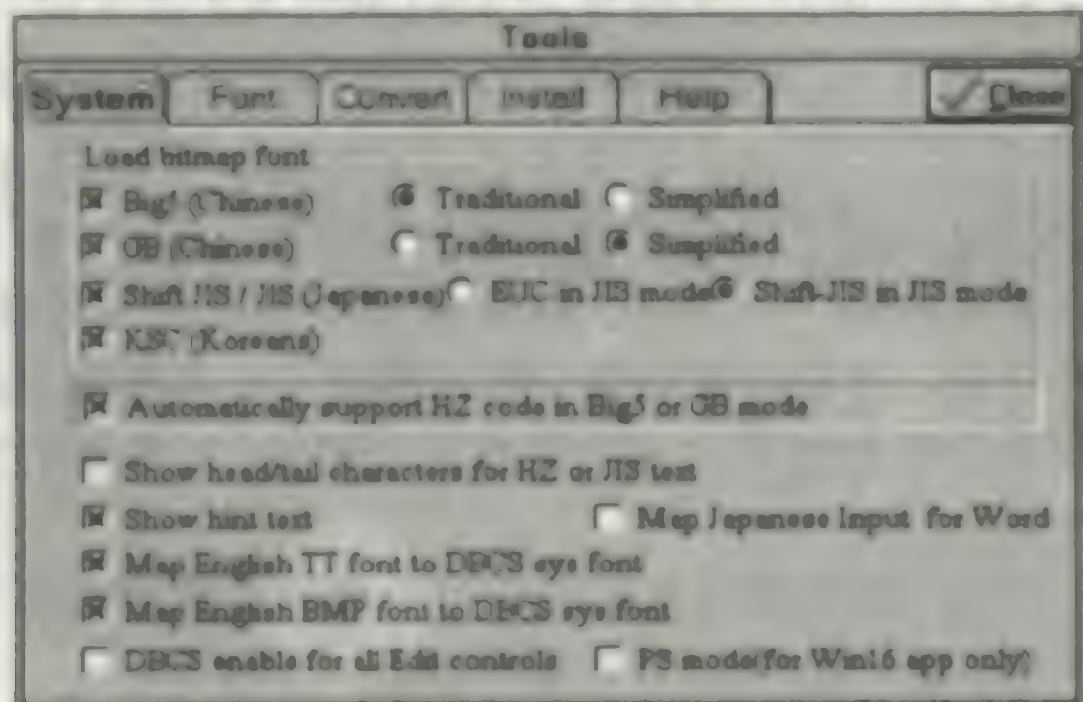 Tools
System Font Convert Install Help Close
Load bitmap font
Big5 (Chinese) Traditional Simplified
GB (Chinese) Traditional Simplified
Shift JIS / JIS (Japanese) EUC in JIS mode Shift-JIS in JIS mode
KSC (Koreans)
Automatically support HZ code in Big5 or GB mode
Show head/tail characters for HZ or JIS text
Show hint text Map Japanese Input for Word
Map English TT font to DBCS sys font
Map English BMP font to DBCS sys font
DBCS enable for all Edit controls PS mode(for Win16 app only)